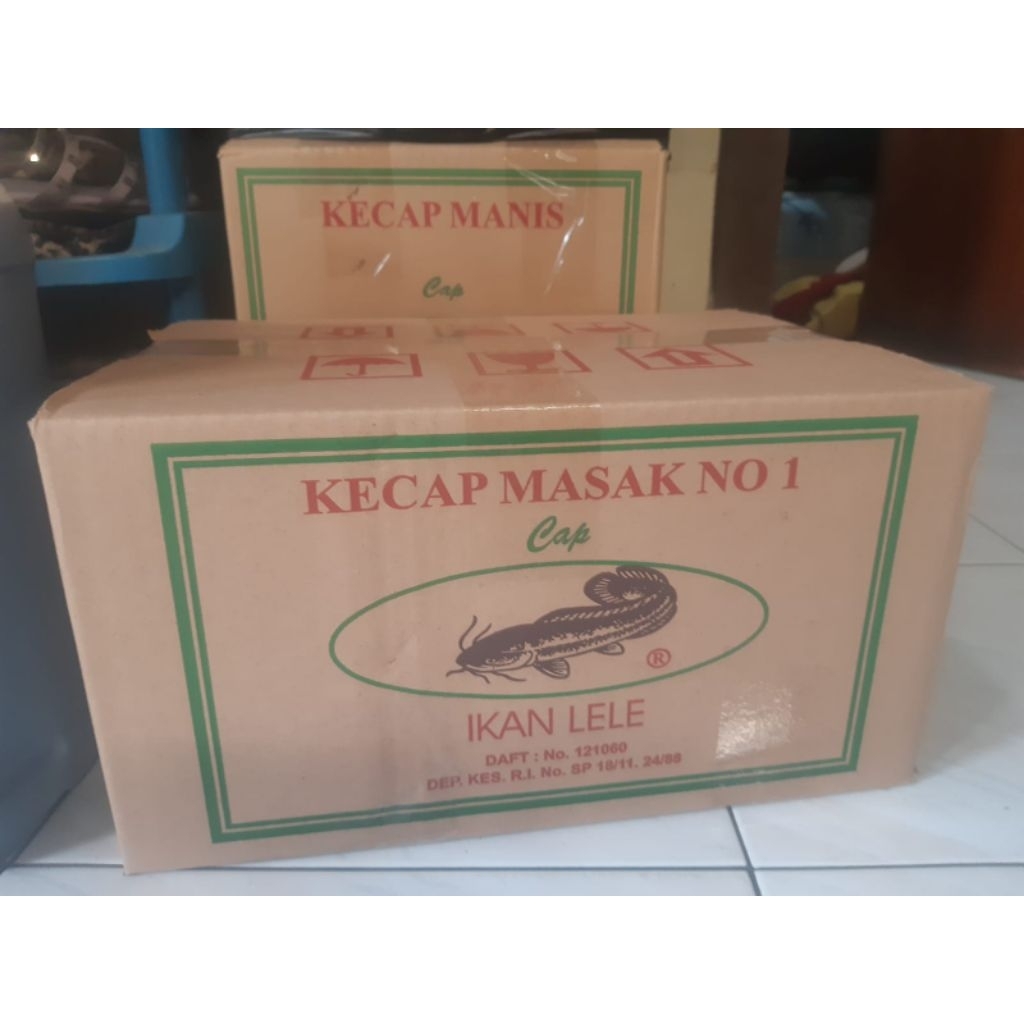 KECAP MANIS
Cap
KECAP MASAK NO 1
Cap
®
IKAN LELE
DAFT : No. 121060
DEP. KES. R.I. No. SP 18/11. 24/88